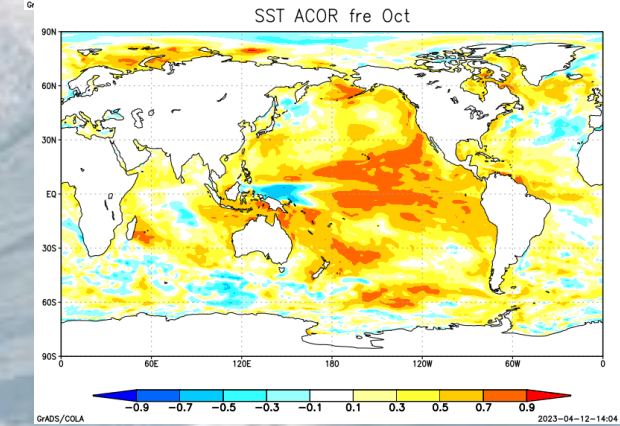 Gr
SST ACOR fre Oct
90N
60N
30N
EQ
30S
60S
90S
0 60E 120E 180 120W 60W 0
−0.9 −0.7 −0.5 −0.3 −0.1 0.1 0.3 0.5 0.7 0.9
GrADS/COLA 2023−04−12−14:04